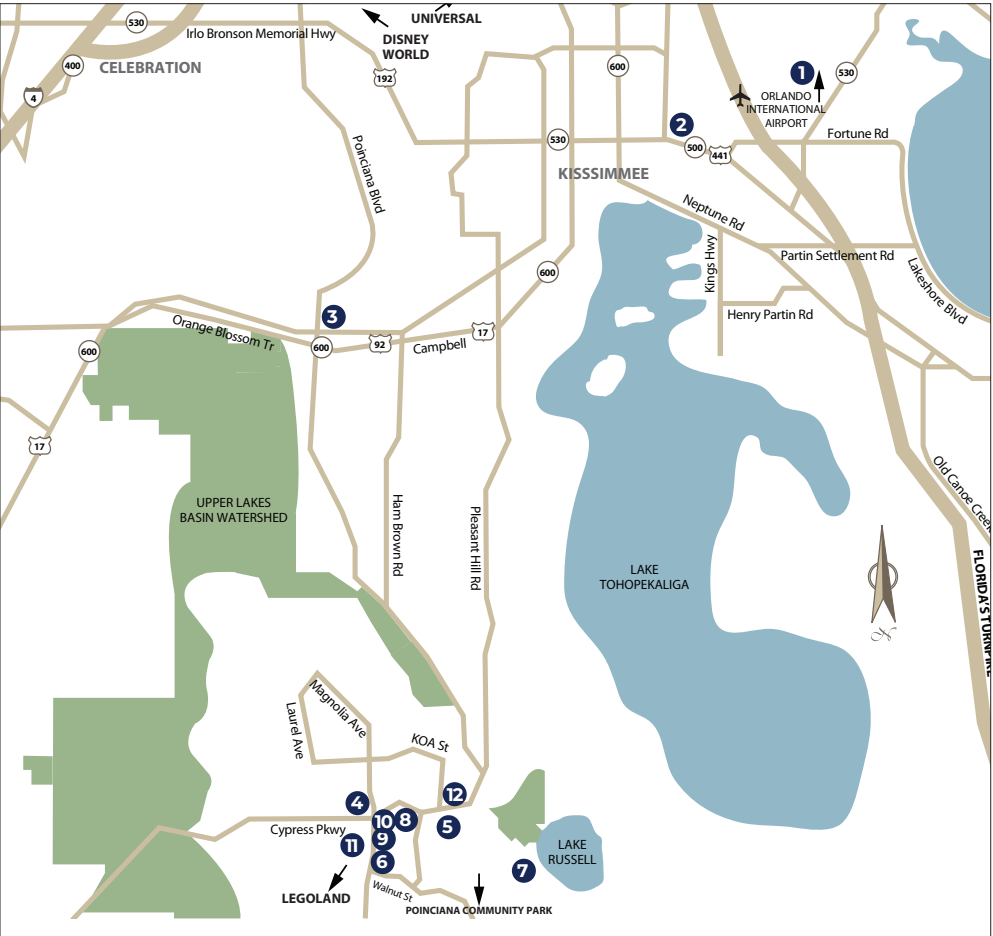 UNIVERSAL
530
Irlo Bronson Memorial Hwy
DISNEY
WORLD
400
CELEBRATION
192
4
600
1
530
ORLANDO
INTERNATIONAL
AIRPORT
2
530
500
441
Fortune Rd
Poinciana Blvd
KISSSIMMEE
Neptune Rd
Kings Hwy
Partin Settlement Rd
Lakeshore Blvd
600
Henry Partin Rd
3
Orange Blossom Tr
600
92
Campbell
17
600
17
Old Canoe Creek
UPPER LAKES
BASIN WATERSHED
Ham Brown Rd
Pleasant Hill Rd
LAKE
TOHOPEKALIGA
FLORIDA'S TURNPIKE
Magnolia Ave
Laurel Ave
KOA St
12
4
10
8
5
Cypress Pkwy
9
11
6
7
LAKE
RUSSELL
LEGOLAND
Walnut St
POINCIANA COMMUNITY PARK